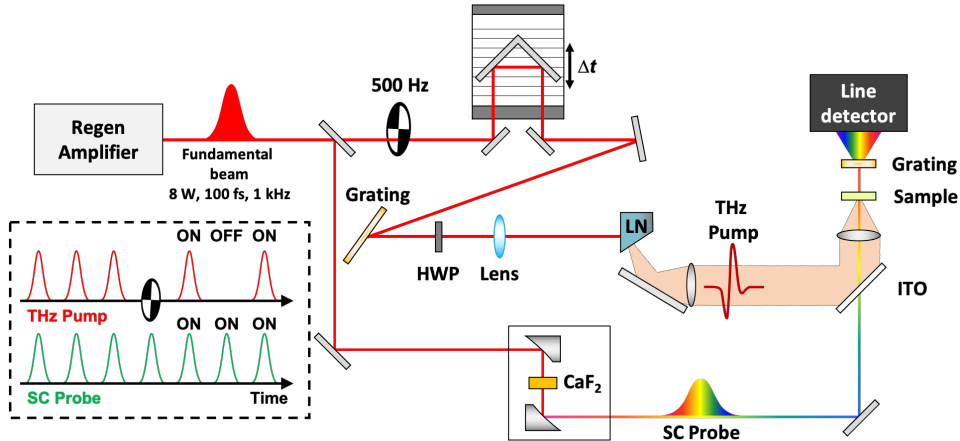 Regen
Amplifier
Fundamental
beam
8 W, 100 fs, 1 kHz
500 Hz
Δt
Line
detector
Grating
Sample
Grating
HWP
Lens
LN
THz
Pump
ITO
ON OFF ON
THz Pump
ON ON ON
SC Probe
Time
CaF₂
SC Probe